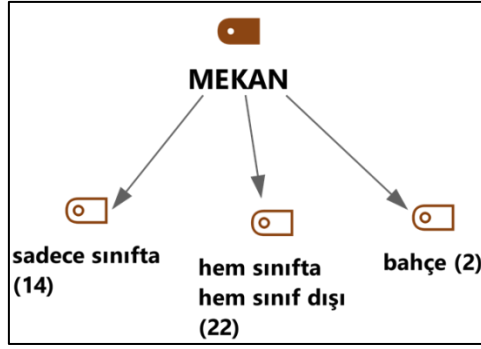 MEKAN
sadece sınıfta
(14)
hem sınıfta
hem sınıf dışı
(22)
bahçe (2)